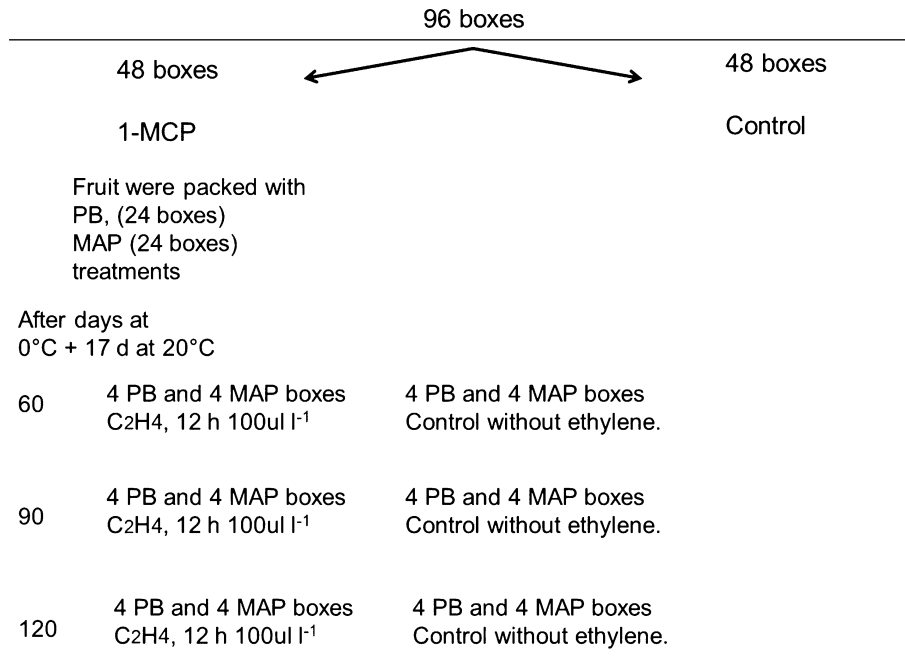 96 boxes
48 boxes
48 boxes
1-MCP
Control
Fruit were packed with
PB, (24 boxes)
MAP (24 boxes)
treatments
After days at
0°C + 17 d at 20°C
60
4 PB and 4 MAP boxes
C2H4, 12 h 100ul l-1
4 PB and 4 MAP boxes
Control without ethylene.
90
4 PB and 4 MAP boxes
C2H4, 12 h 100ul l-1
4 PB and 4 MAP boxes
Control without ethylene.
120
4 PB and 4 MAP boxes
C2H4, 12 h 100ul l-1
4 PB and 4 MAP boxes
Control without ethylene.